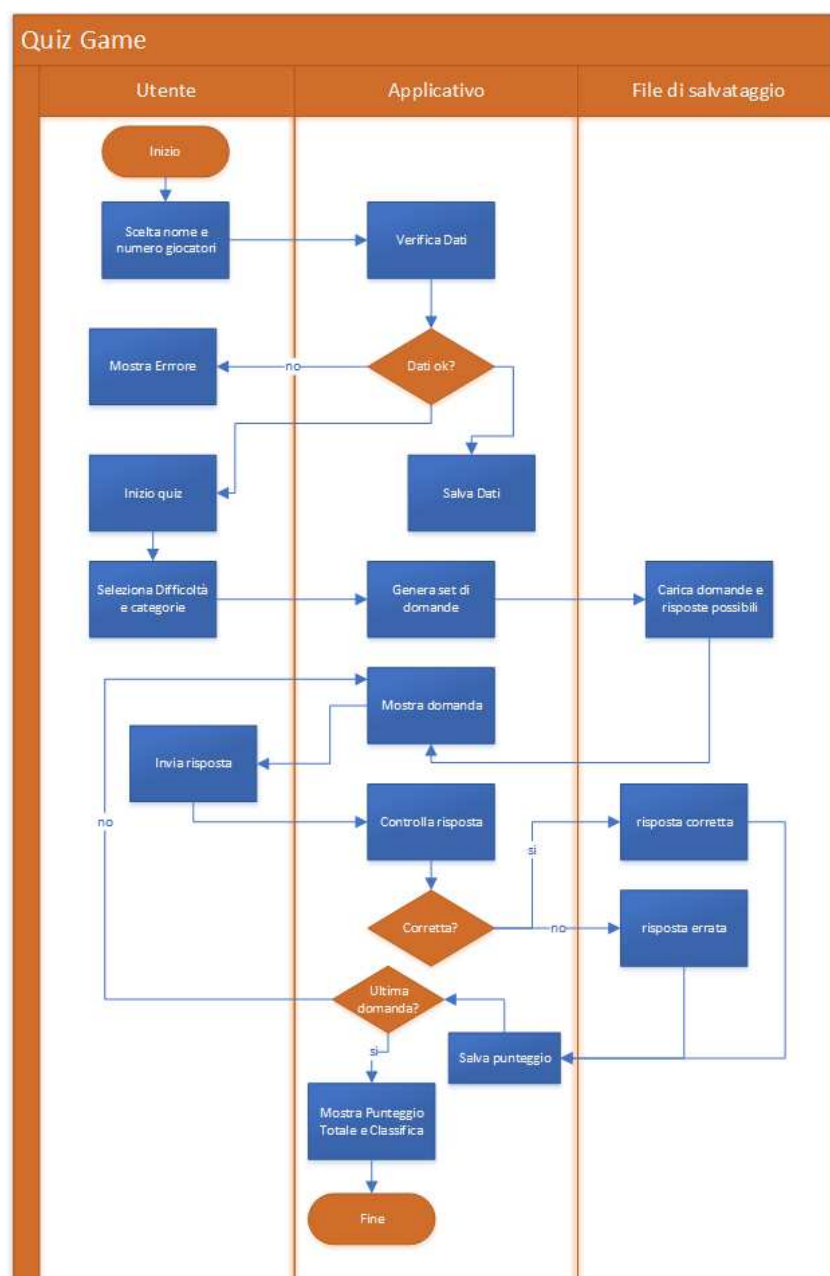 Quiz Game
Utente
Applicativo
File di salvataggio
Inizio
Scelta nome e
numero giocatori
Verifica Dati
Mostra Errrore
no
Dati ok?
Inizio quiz
Salva Dati
Seleziona Difficoltà
e categorie
Genera set di
domande
Carica domande e
risposte possibili
Mostra domanda
Invia risposta
no
Controlla risposta
si
risposta corretta
Corretta?
no
risposta errata
Ultima
domanda?
si
Salva punteggio
Mostra Punteggio
Totale e Classifica
Fine